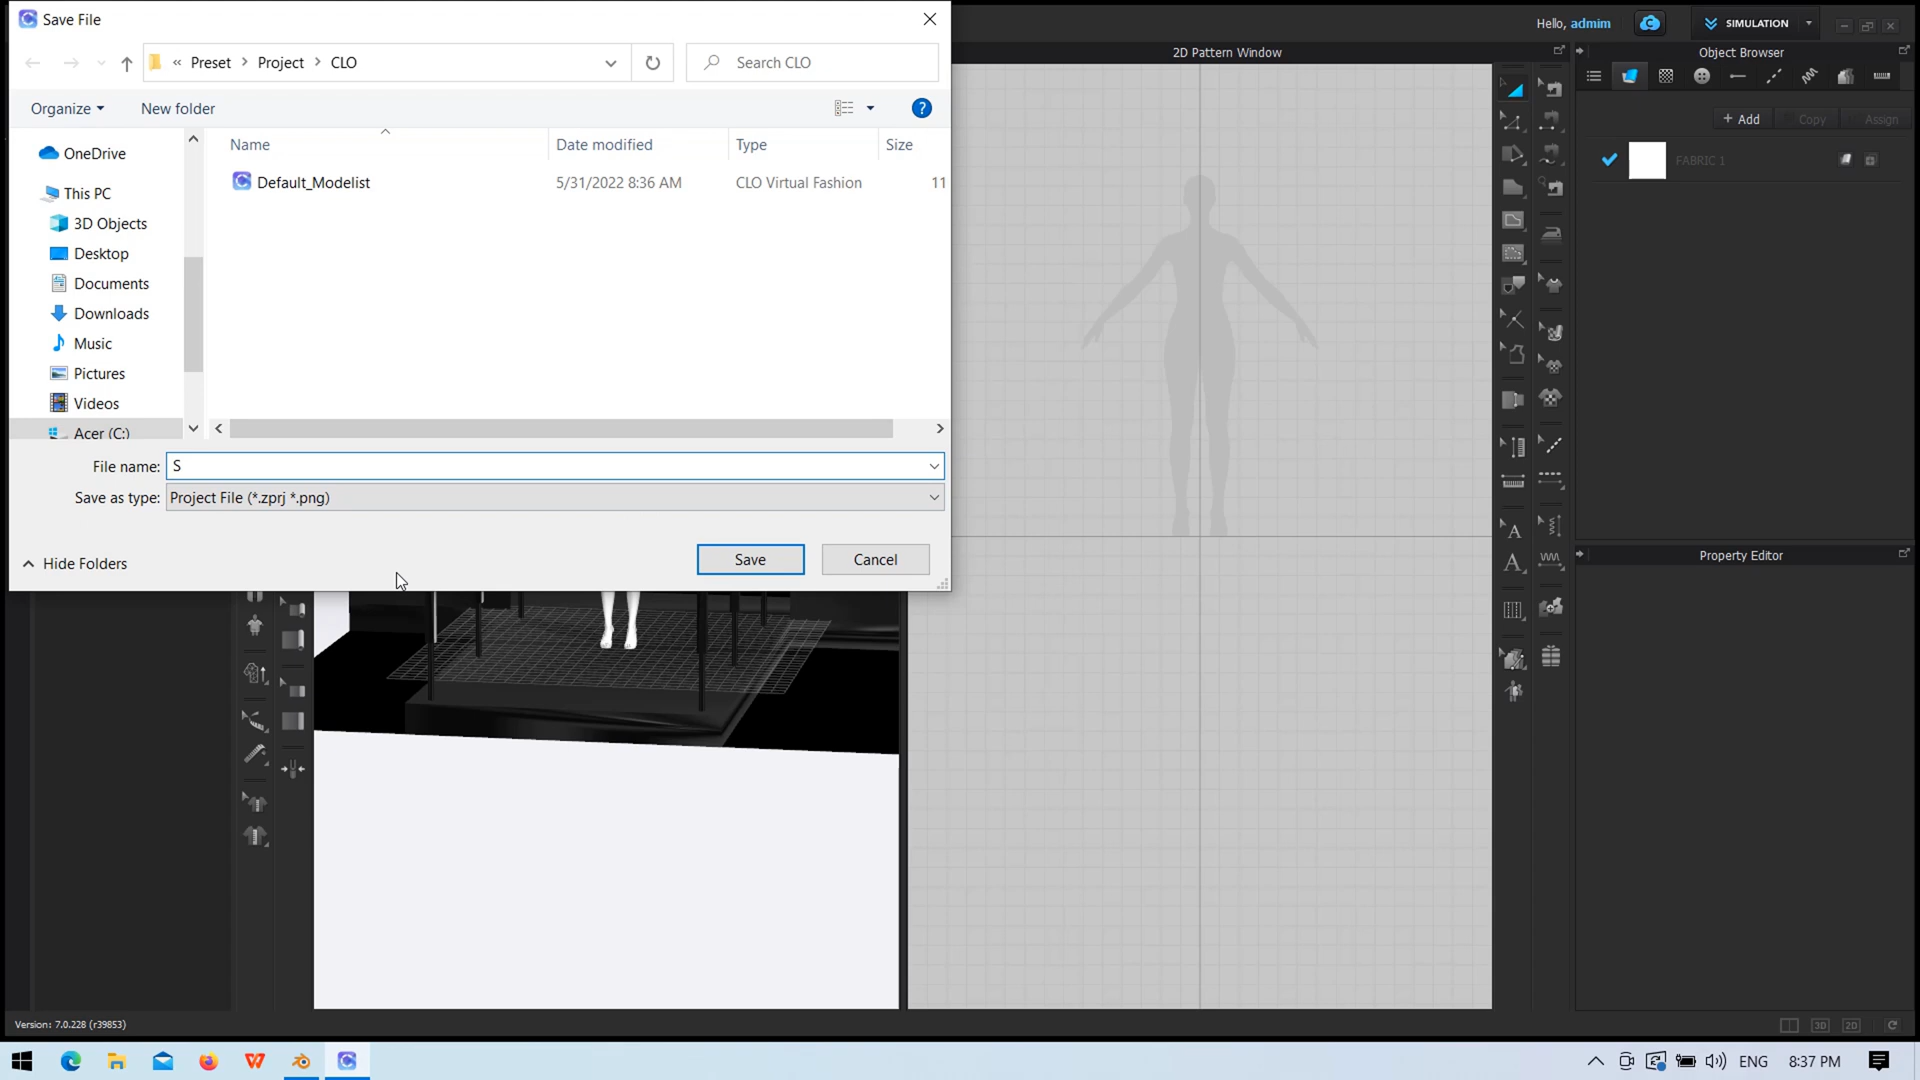 Save File
Hello, admim
SIMULATION
« Preset > Project > CLO
Search CLO
2D Pattern Window
Object Browser
Organize
New folder
+ Add
Copy
Assign
Name
Date modified
Type
Size
OneDrive
FABRIC 1
Default_Modelist
5/31/2022 8:36 AM
CLO Virtual Fashion
11
This PC
3D Objects
Desktop
Documents
Downloads
Music
Pictures
Videos
Acer (C:)
File name: S
Save as type: Project File (*.zprj *.png)
Hide Folders
Save
Cancel
Property Editor
Version: 7.0.228 (r39853)
3D
2D
ENG
8:37 PM